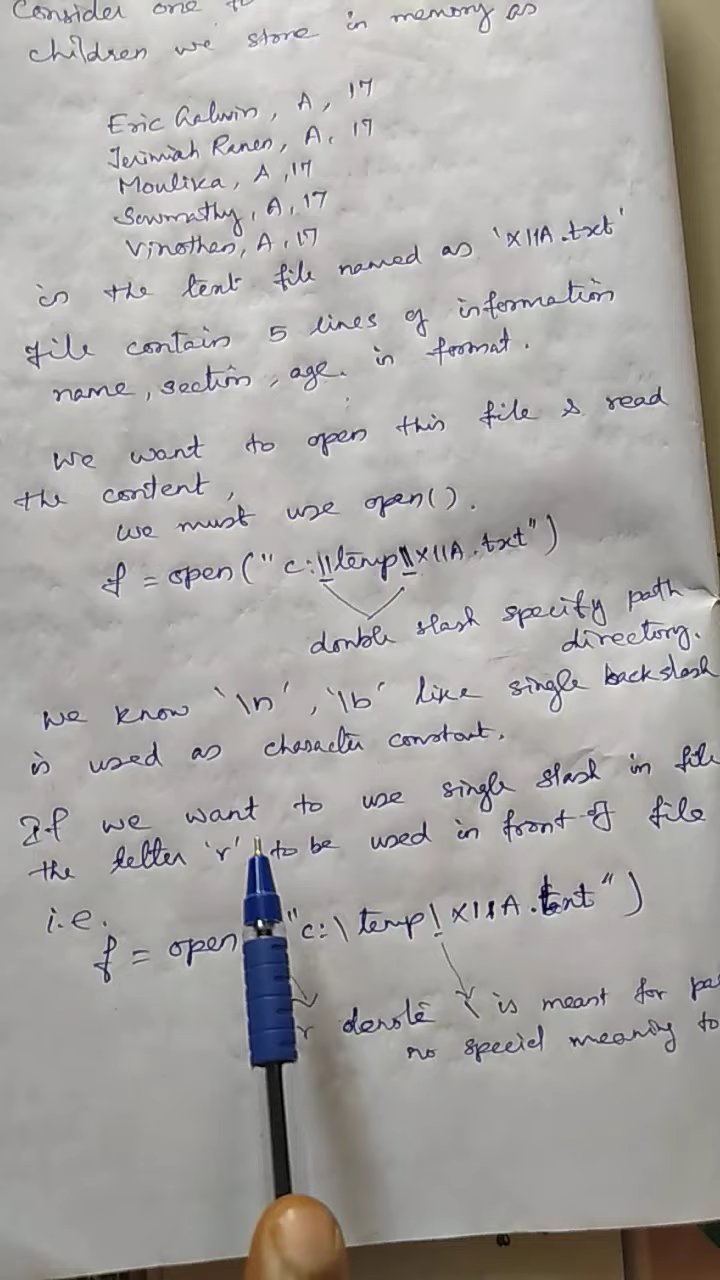 Consider one
children we store in memory as
Eric Galwin, A, 17
Jerimiah Ranen, A, 17
Moulika, A, 17
Sowmathy, A, 17
Vinothan, A, 17
in the text file named as 'XIIA.txt'
file contain 5 lines of information
name, section, age. in format.
We want to open this file & read
the content,
we must use open().
f = open("c:\\temp\\XIIA.txt")
double slash specify path
directory.
We know '\n', '\b' like single backslash
is used as character constant.
If we want to use single slash in file
the letter 'r' to be used in front of file
i.e.
f = open "c:\temp\XIIA.txt")
r denote \ is meant for
no special meaning to